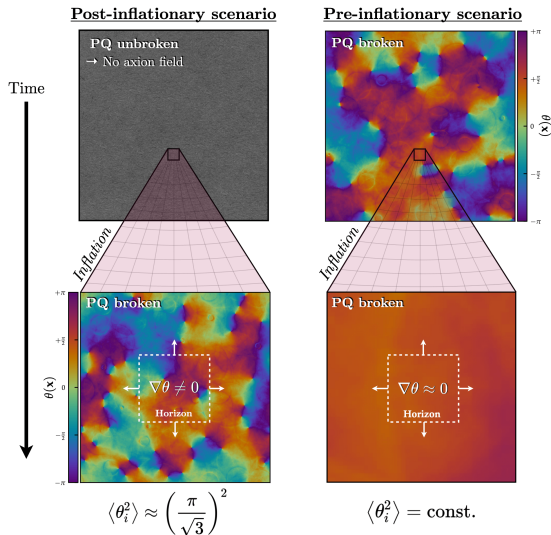 Post-inflationary scenario
Pre-inflationary scenario
Time
PQ unbroken
→ No axion field
PQ broken
+π
+π/2
0
−π/2
−π
θ(x)
Inflation
Inflation
+π
+π/2
0
−π/2
−π
θ(x)
PQ broken
∇θ ≠ 0
Horizon
PQ broken
∇θ ≈ 0
Horizon
⟨θ_i^2⟩ ≈ (π/√3)^2
⟨θ_i^2⟩ = const.